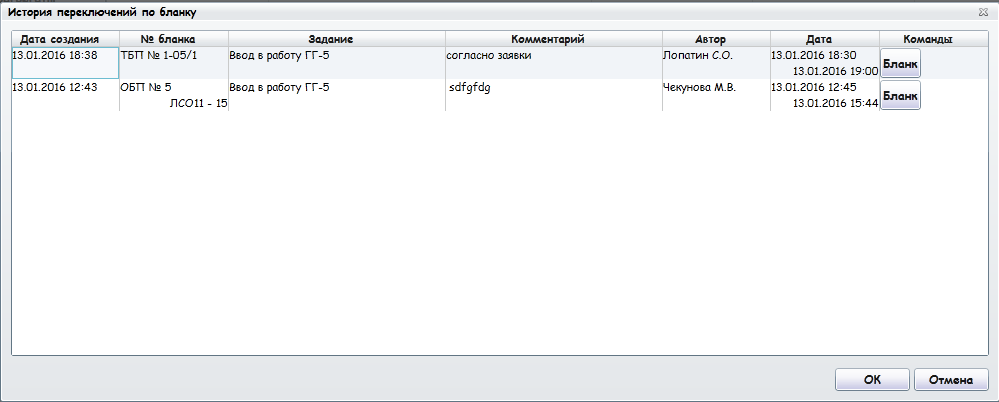 История переключений по бланку
Дата создания № бланка Задание Комментарий Автор Дата Команды
13.01.2016 18:38 ТБП № 1-05/1 Ввод в работу ГГ-5 согласно заявки Лопатин С.О. 13.01.2016 18:30 Бланк
13.01.2016 19:00
13.01.2016 12:43 ОБП № 5 Ввод в работу ГГ-5 sdfgfdg Чекунова М.В. 13.01.2016 12:45 Бланк
ЛСО11 - 15 13.01.2016 15:44
ОК Отмена